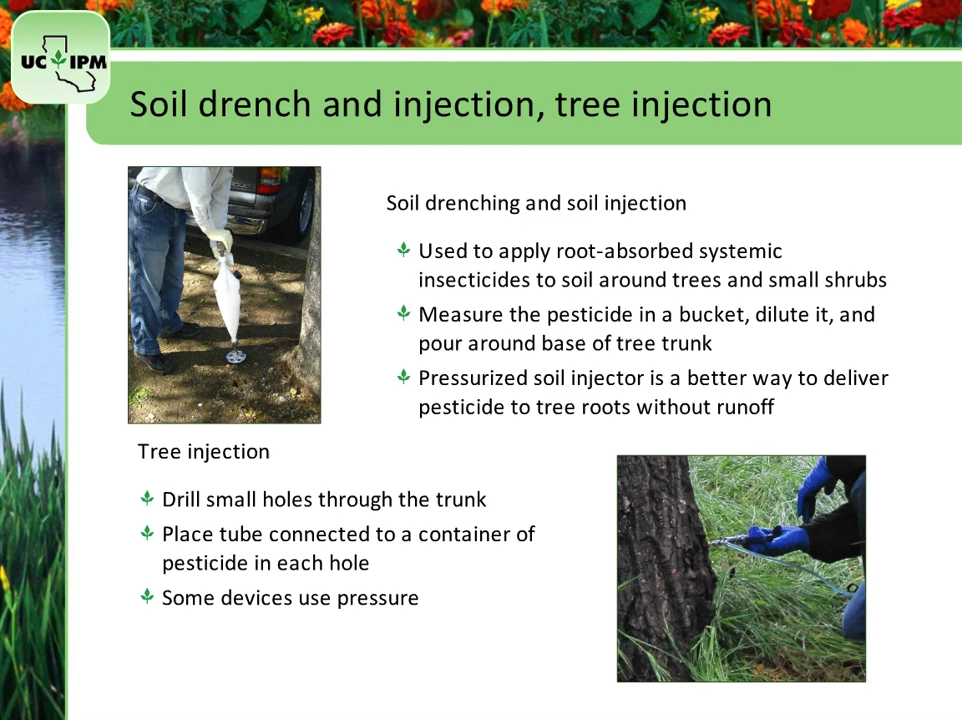 UC IPM
Soil drench and injection, tree injection
Soil drenching and soil injection
Used to apply root-absorbed systemic
insecticides to soil around trees and small shrubs
Measure the pesticide in a bucket, dilute it, and
pour around base of tree trunk
Pressurized soil injector is a better way to deliver
pesticide to tree roots without runoff
Tree injection
Drill small holes through the trunk
Place tube connected to a container of
pesticide in each hole
Some devices use pressure